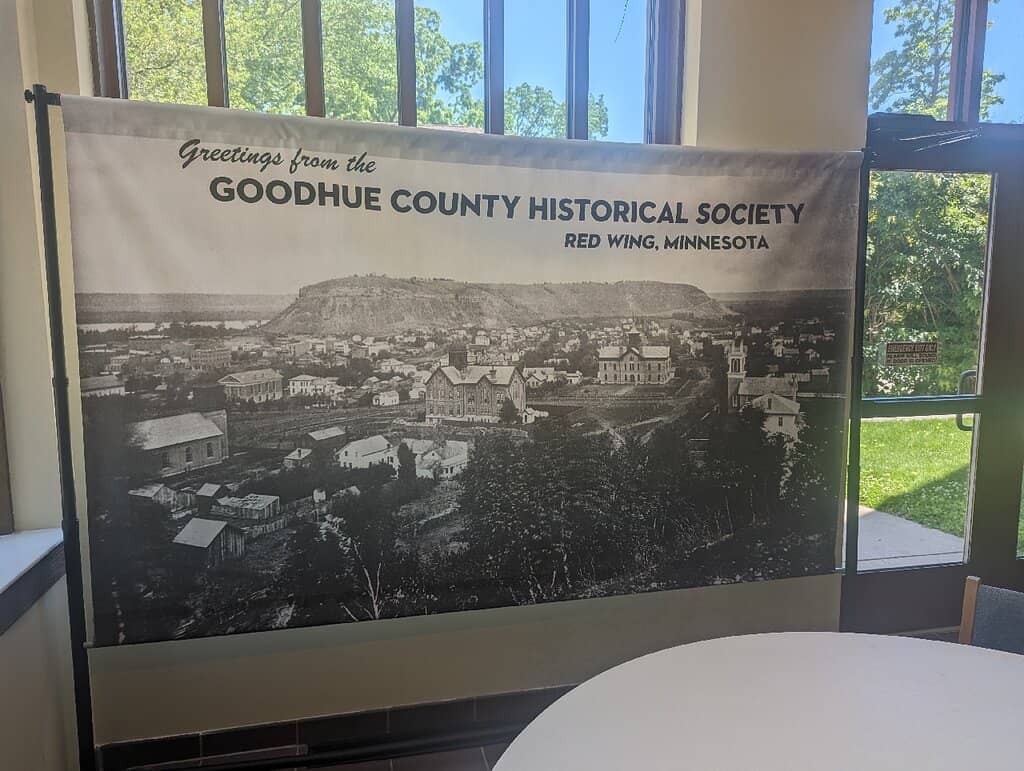 Greetings from the
GOODHUE COUNTY HISTORICAL SOCIETY
RED WING, MINNESOTA